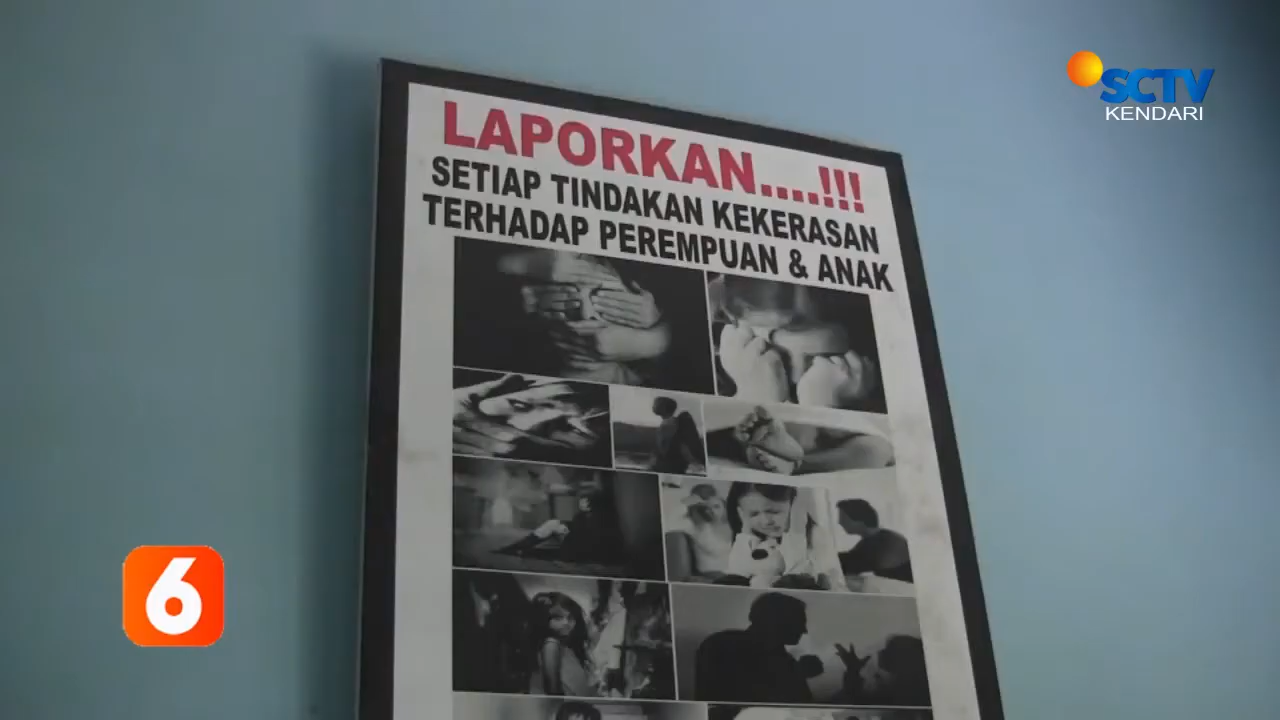 SCTV
KENDARI
LAPORKAN....!!!
SETIAP TINDAKAN KEKERASAN
TERHADAP PEREMPUAN & ANAK
6